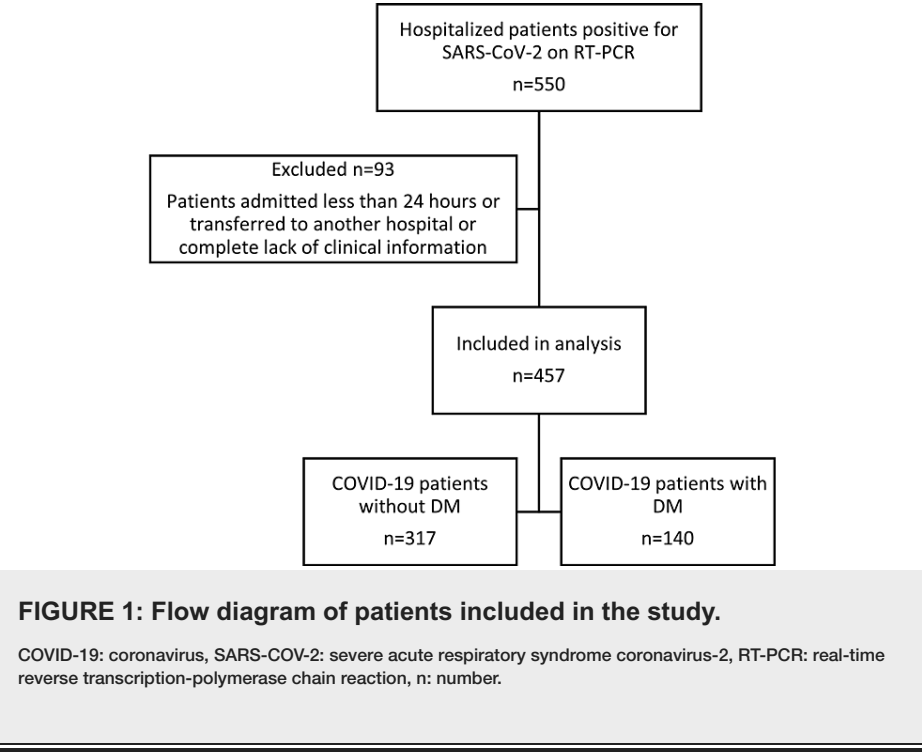 Hospitalized patients positive for
SARS-CoV-2 on RT-PCR
n=550
Excluded n=93
Patients admitted less than 24 hours or
transferred to another hospital or
complete lack of clinical information
Included in analysis
n=457
COVID-19 patients
without DM
n=317
COVID-19 patients with
DM
n=140
FIGURE 1: Flow diagram of patients included in the study.
COVID-19: coronavirus, SARS-COV-2: severe acute respiratory syndrome coronavirus-2, RT-PCR: real-time
reverse transcription-polymerase chain reaction, n: number.